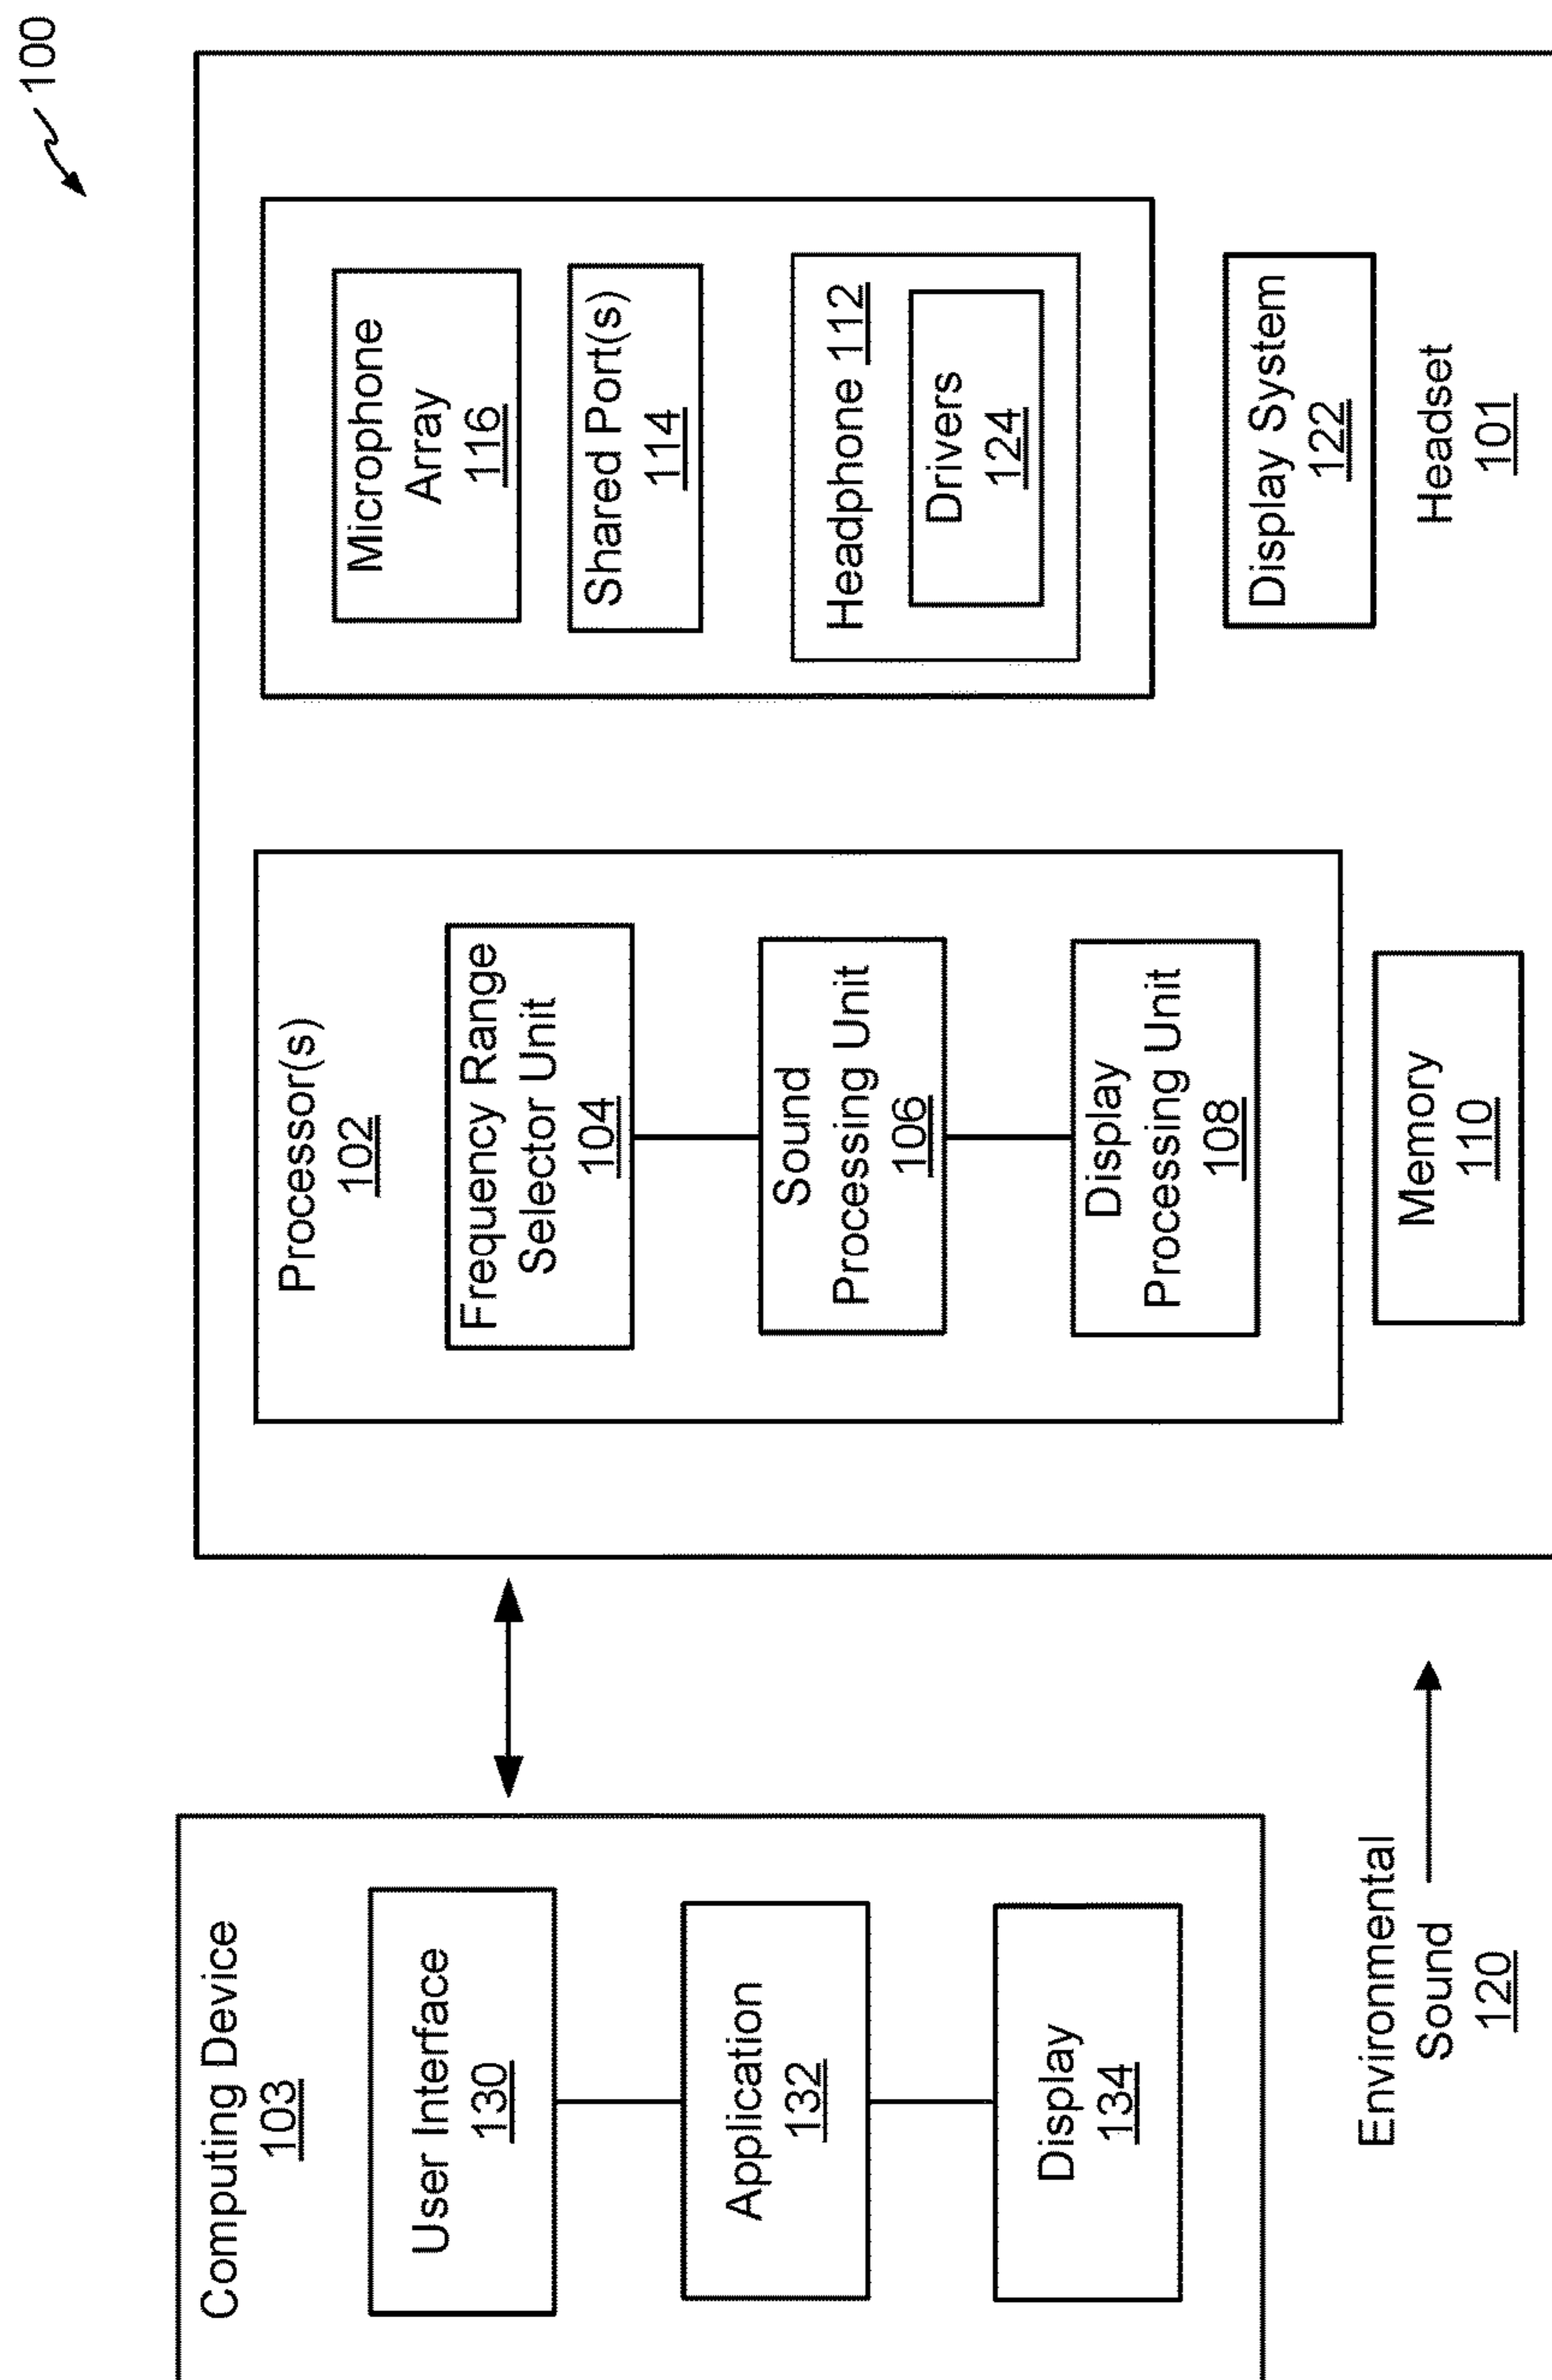 100
Computing Device
103
User Interface
130
Application
132
Display
134
Environmental
Sound
120
Processor(s)
102
Frequency Range
Selector Unit
104
Sound
Processing Unit
106
Display
Processing Unit
108
Memory
110
Microphone
Array
116
Shared Port(s)
114
Headphone 112
Drivers
124
Display System
122
Headset
101